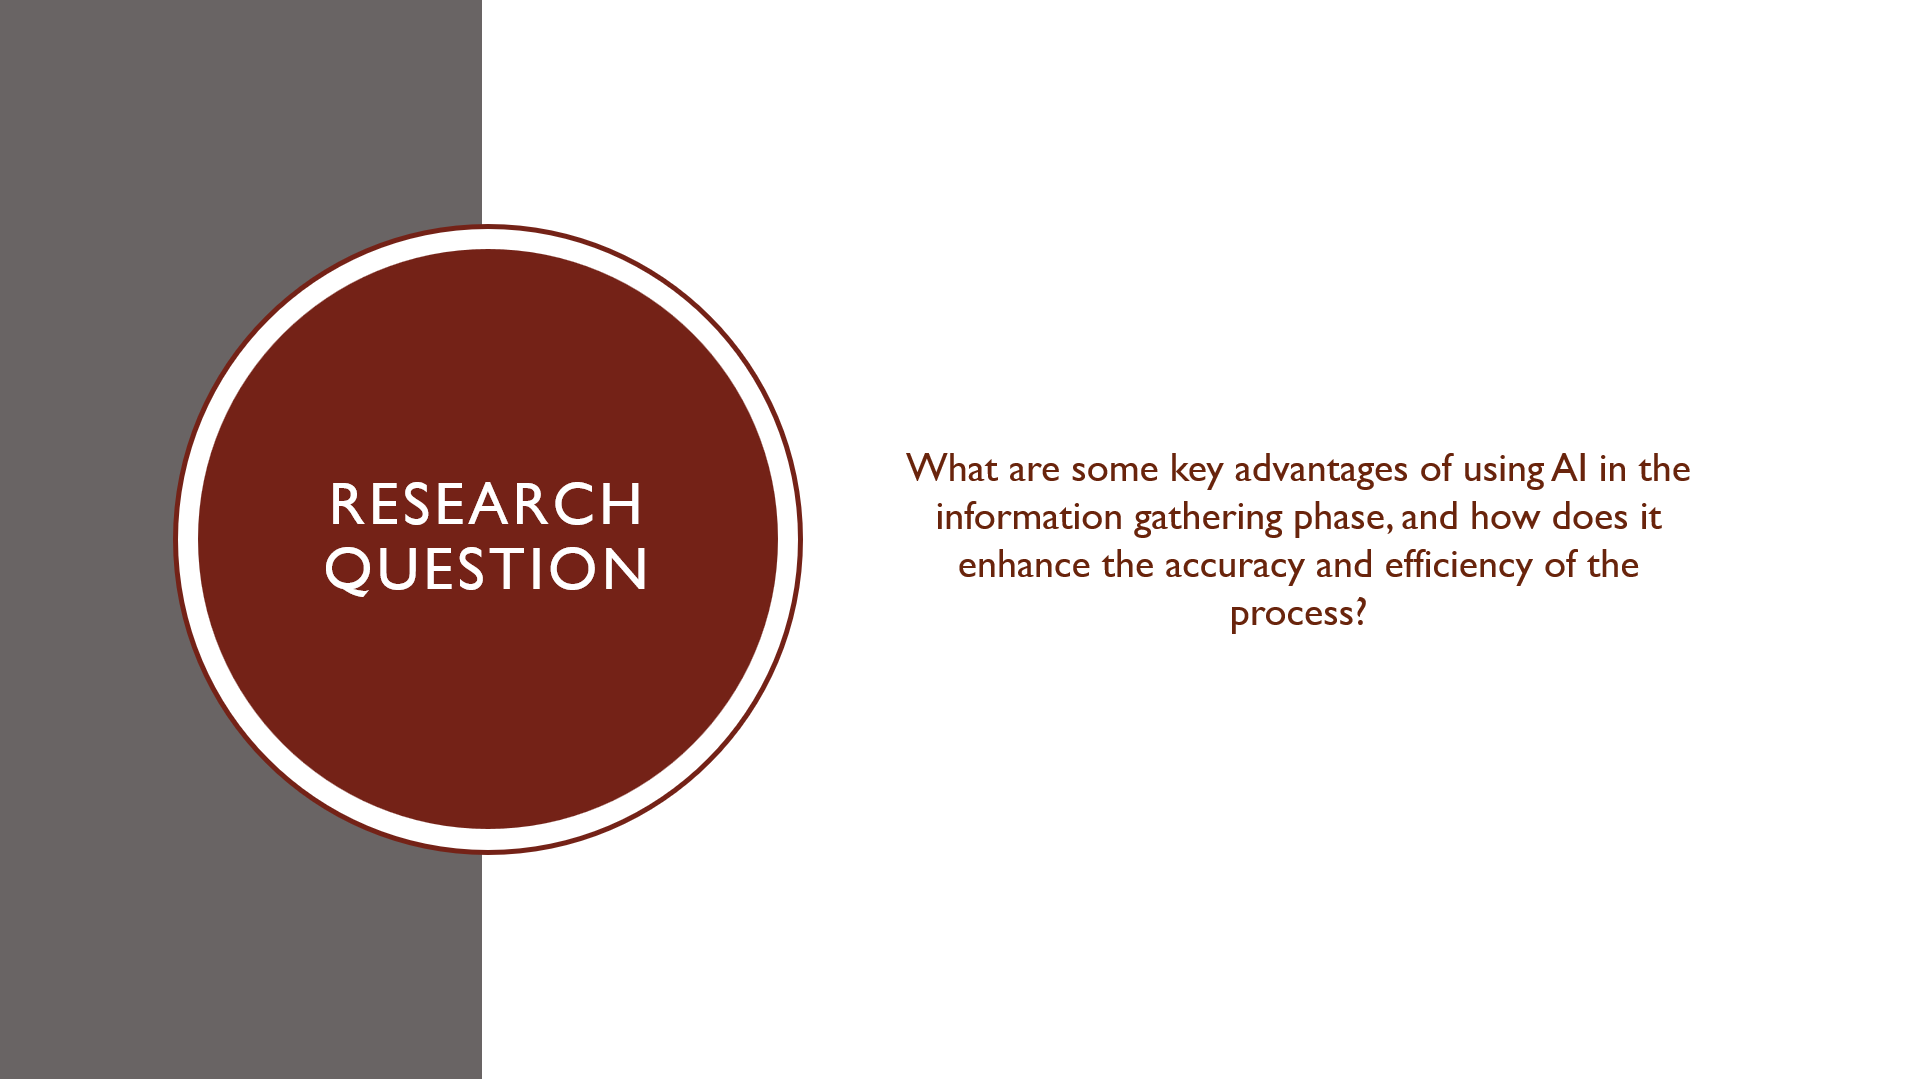 RESEARCH
QUESTION
What are some key advantages of using AI in the
information gathering phase, and how does it
enhance the accuracy and efficiency of the
process?